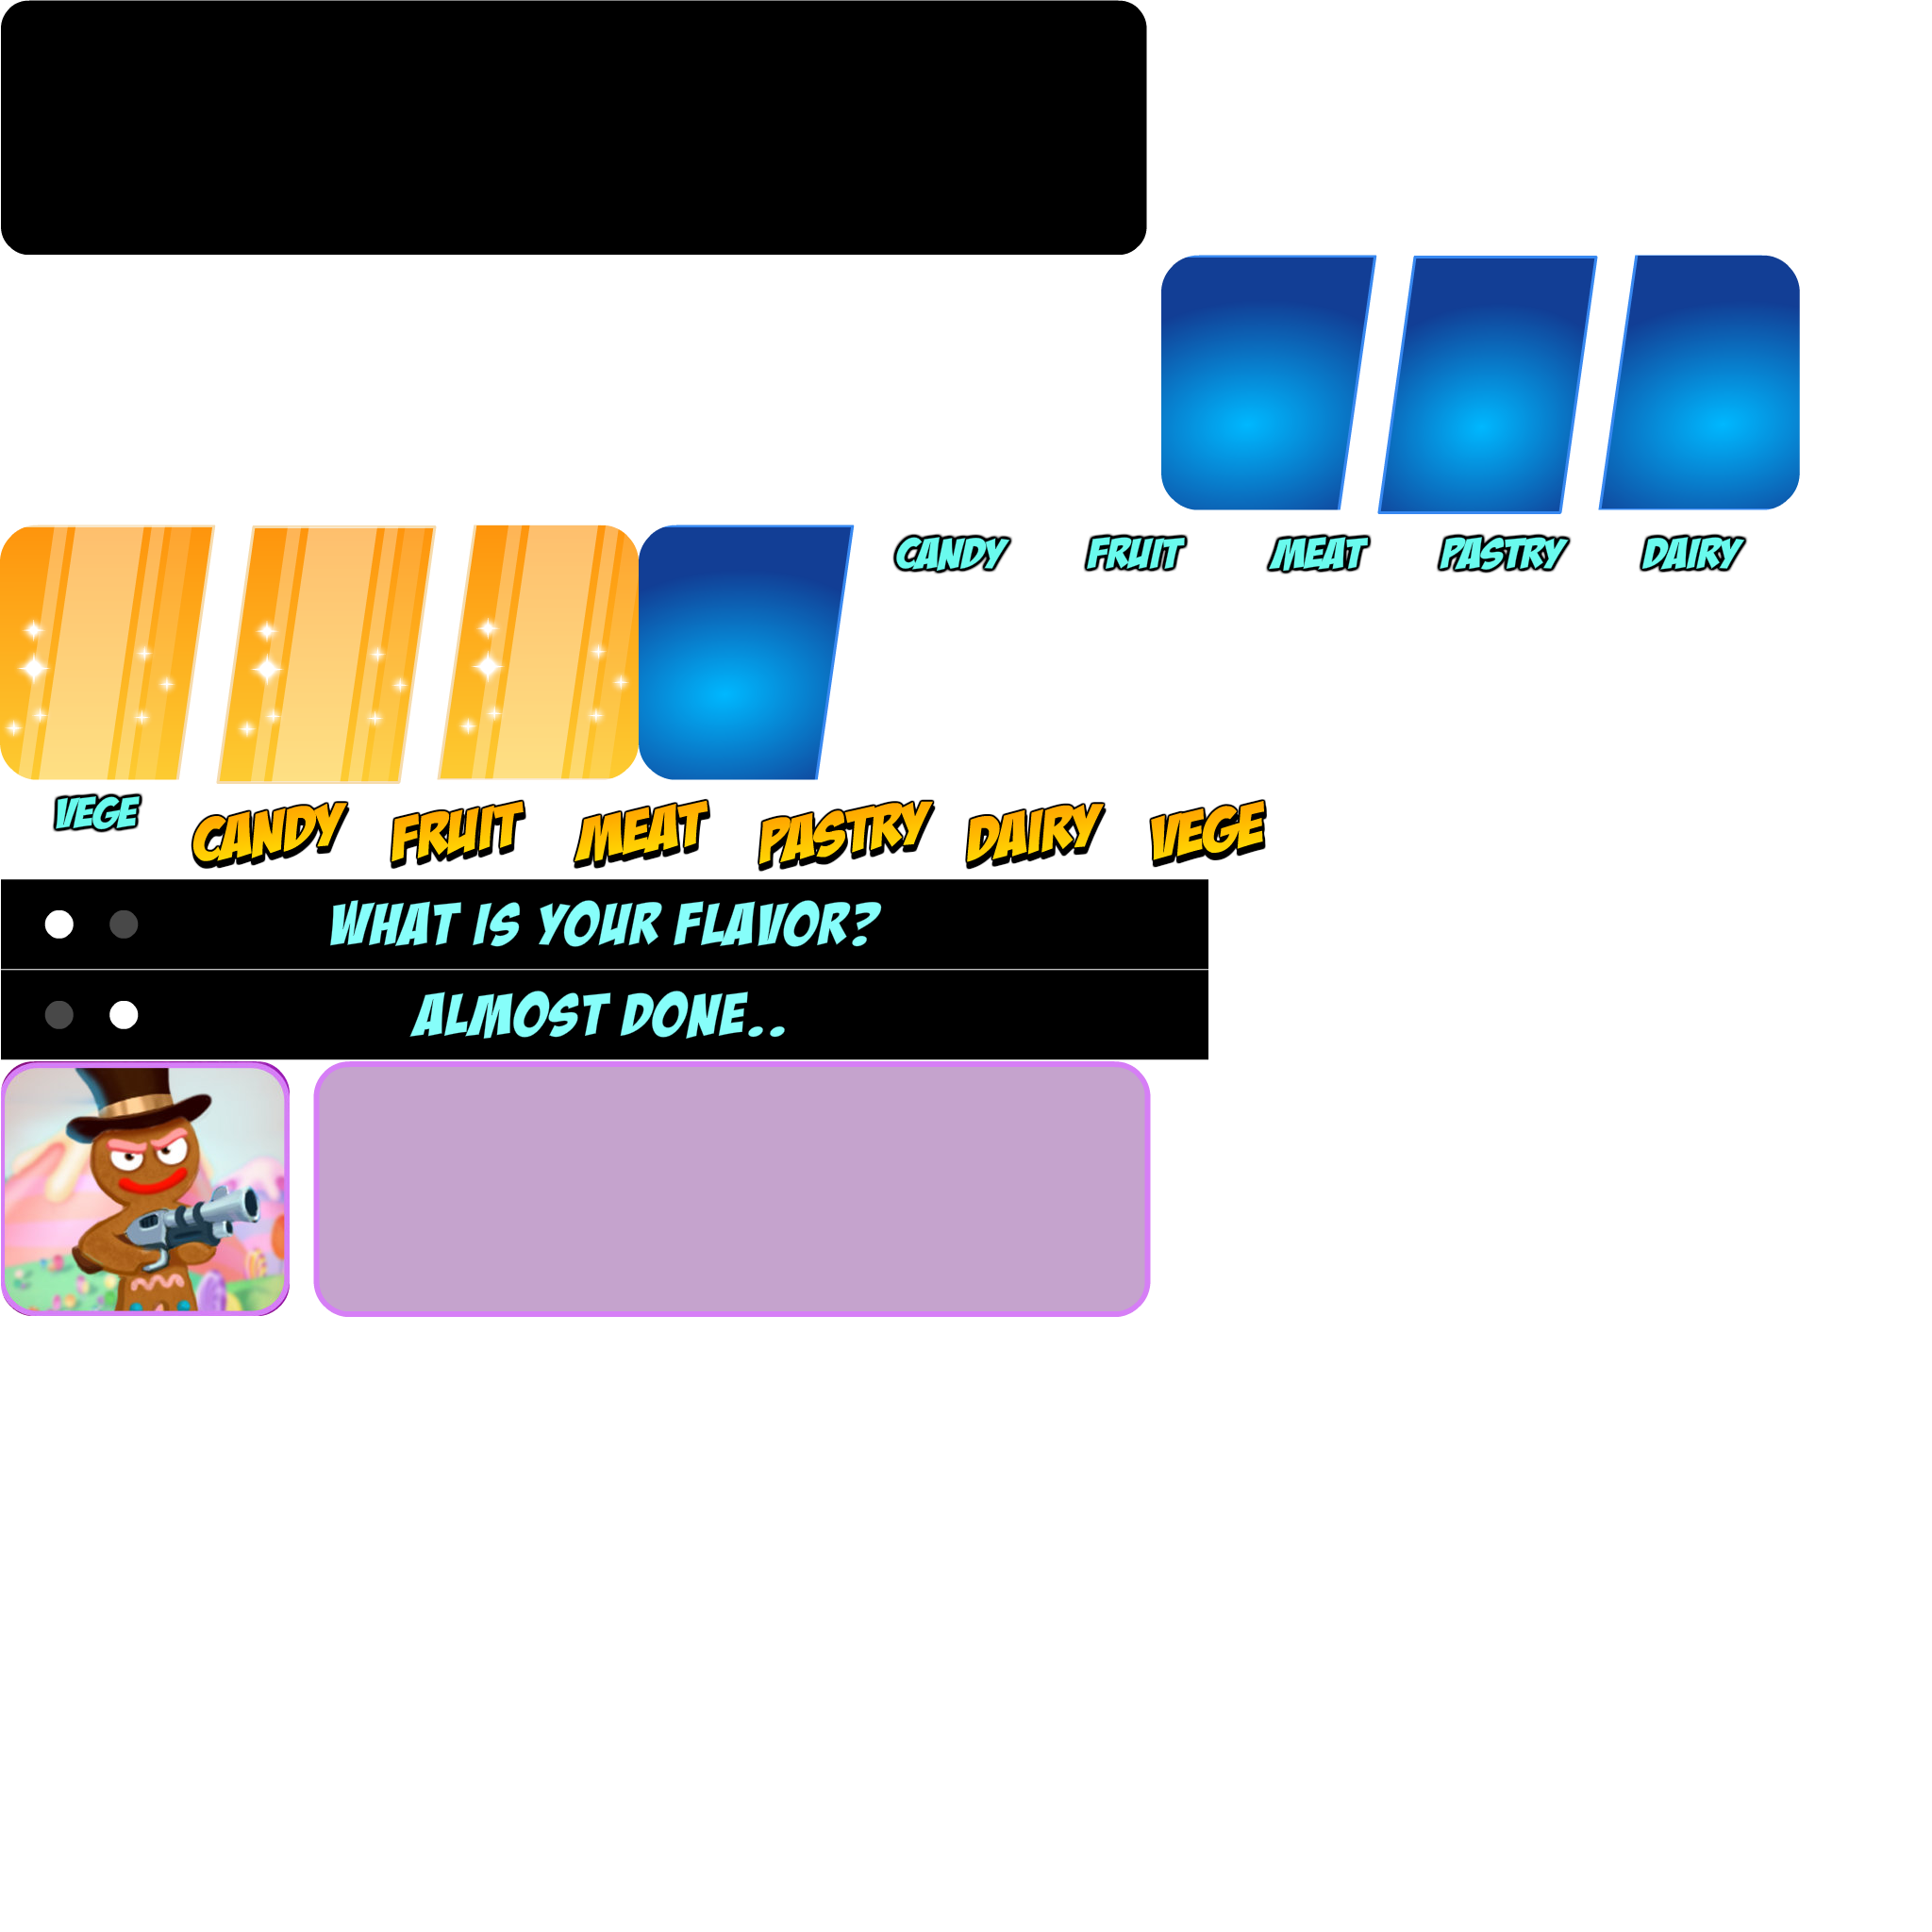 CANDY FRUIT MEAT PASTRY DAIRY
VEGE
CANDY FRUIT MEAT PASTRY DAIRY VEGE
WHAT IS YOUR FLAVOR?
ALMOST DONE..